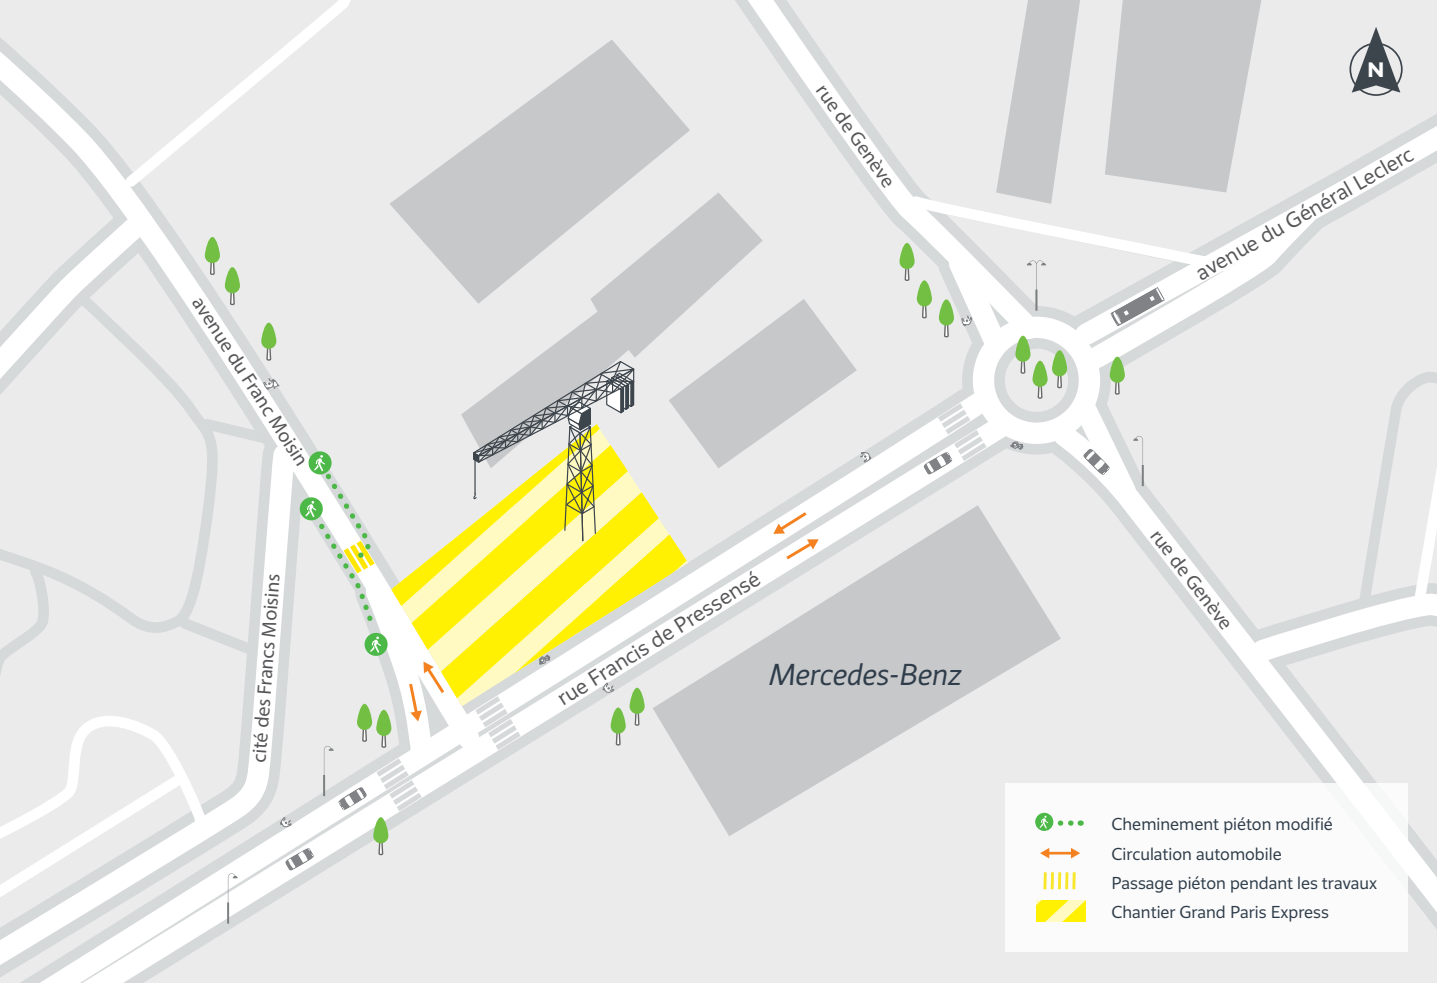 N
rue de Genève
avenue du Général Leclerc
avenue du Franc Moisin
cité des Francs Moisins
rue Francis de Pressensé
rue de Genève
Mercedes-Benz
Cheminement piéton modifié
Circulation automobile
Passage piéton pendant les travaux
Chantier Grand Paris Express